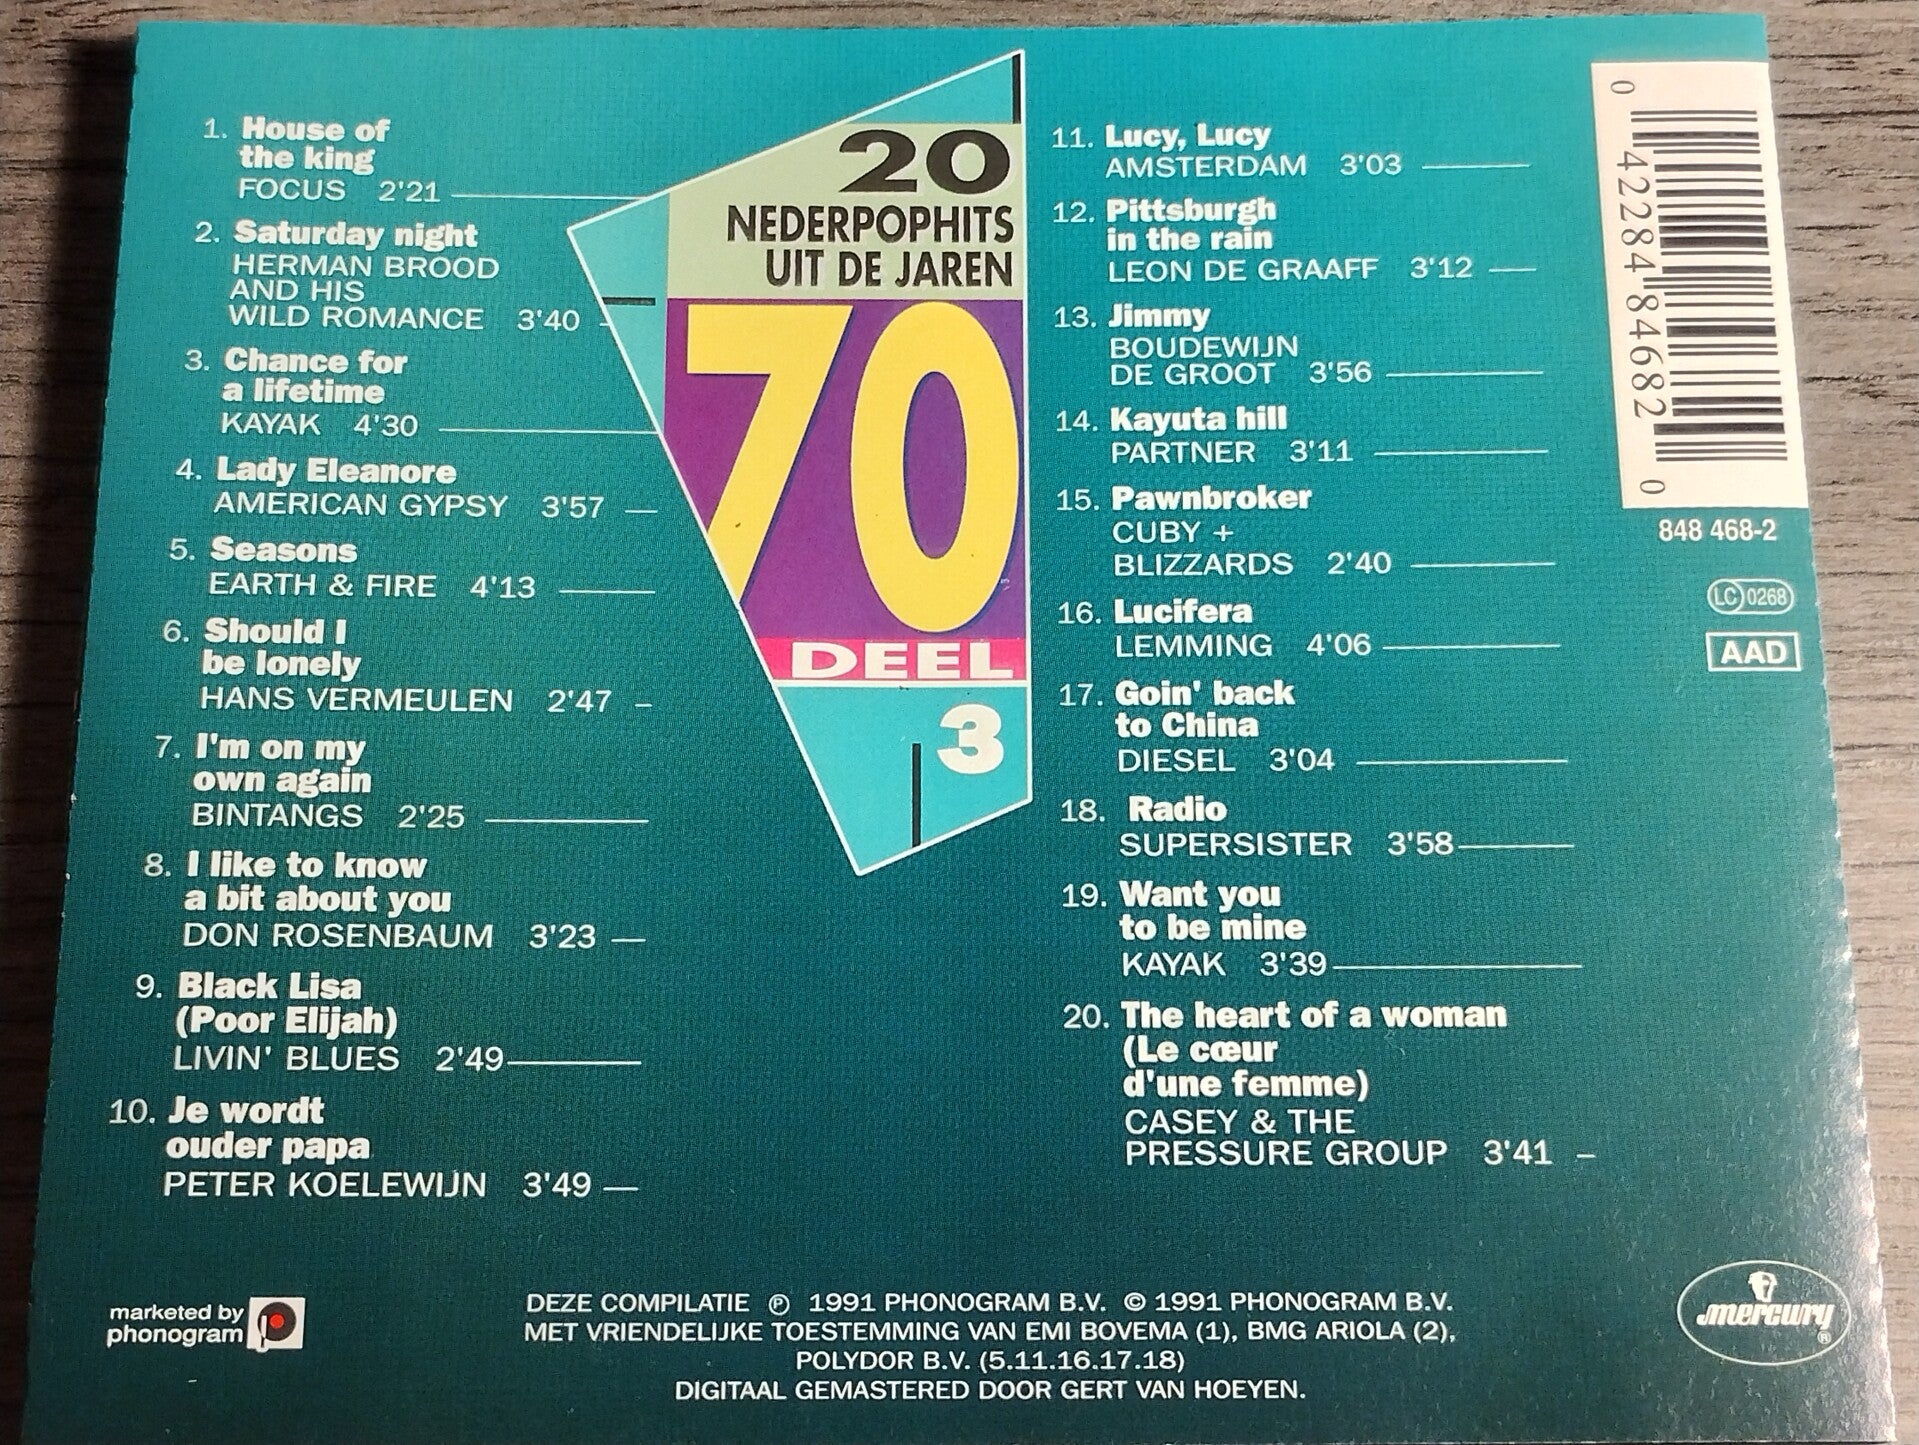 1. House of
the king
FOCUS 2'21
2. Saturday night
HERMAN BROOD
AND HIS
WILD ROMANCE 3'40
3. Chance for
a lifetime
KAYAK 4'30
4. Lady Eleanore
AMERICAN GYPSY 3'57
5. Seasons
EARTH & FIRE 4'13
6. Should I
be lonely
HANS VERMEULEN 2'47
7. I'm on my
own again
BINTANGS 2'25
8. I like to know
a bit about you
DON ROSENBAUM 3'23
9. Black Lisa
(Poor Elijah)
LIVIN' BLUES 2'49
10. Je wordt
ouder papa
PETER KOELEWIJN 3'49
20
NEDERPOPHITS
UIT DE JAREN
70
DEEL
3
11. Lucy, Lucy
AMSTERDAM 3'03
12. Pittsburgh
in the rain
LEON DE GRAAFF 3'12
13. Jimmy
BOUDEWIJN
DE GROOT 3'56
14. Kayuta hill
PARTNER 3'11
15. Pawnbroker
CUBY +
BLIZZARDS 2'40
16. Lucifera
LEMMING 4'06
17. Goin' back
to China
DIESEL 3'04
18. Radio
SUPERSISTER 3'58
19. Want you
to be mine
KAYAK 3'39
20. The heart of a woman
(Le cœur
d'une femme)
CASEY & THE
PRESSURE GROUP 3'41
0 42284 84682 0
848 468-2
LC 0268
AAD
marketed by
phonogram
DEZE COMPILATIE ℗ 1991 PHONOGRAM B.V. © 1991 PHONOGRAM B.V.
MET VRIENDELIJKE TOESTEMMING VAN EMI BOVEMA (1), BMG ARIOLA (2),
POLYDOR B.V. (5.11.16.17.18)
DIGITAAL GEMASTERED DOOR GERT VAN HOEYEN.
mercury ®